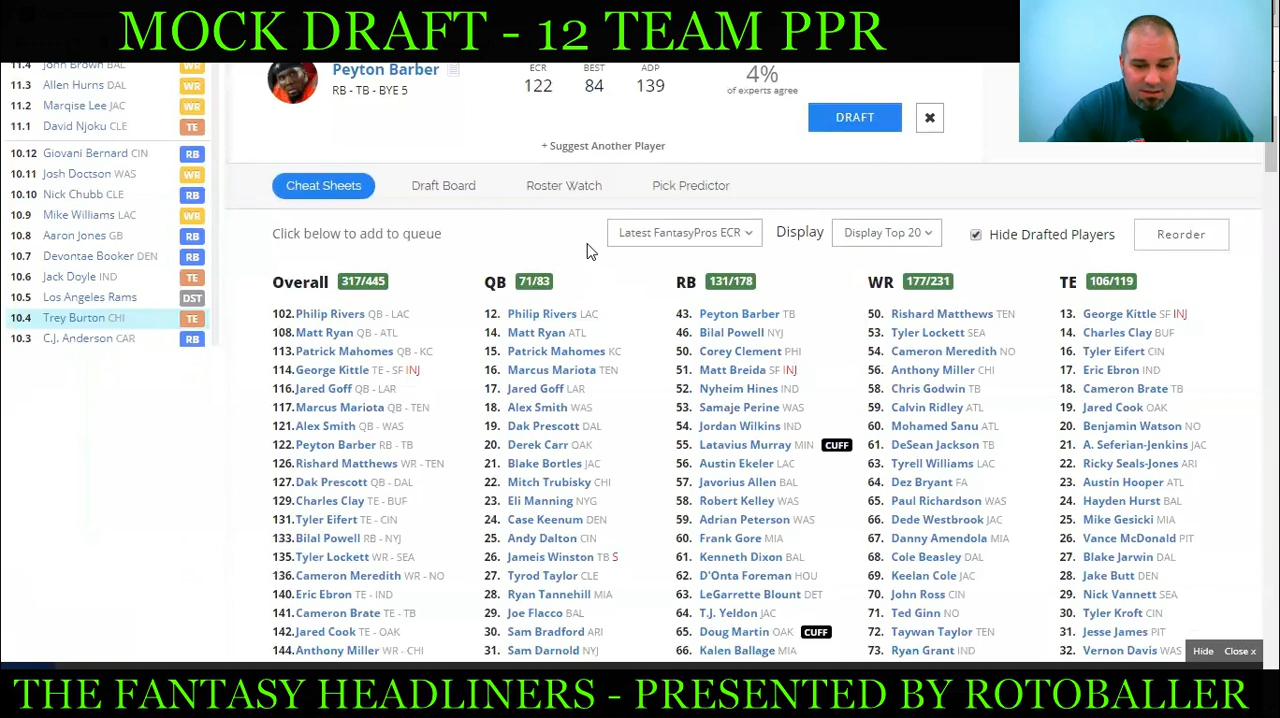 MOCK DRAFT - 12 TEAM PPR
11.4 John Brown BAL WR
11.3 Allen Hurns DAL WR
11.2 Marqise Lee JAC WR
11.1 David Njoku CLE TE
10.12 Giovani Bernard CIN RB
10.11 Josh Doctson WAS WR
10.10 Nick Chubb CLE RB
10.9 Mike Williams LAC WR
10.8 Aaron Jones GB RB
10.7 Devontae Booker DEN RB
10.6 Jack Doyle IND TE
10.5 Los Angeles Rams DST
10.4 Trey Burton CHI TE
10.3 C.J. Anderson CAR RB
Peyton Barber
RB - TB - BYE 5
ECR BEST ADP
122 84 139
4%
of experts agree
DRAFT
+ Suggest Another Player
Cheat Sheets Draft Board Roster Watch Pick Predictor
Click below to add to queue Latest FantasyPros ECR Display Display Top 20 Hide Drafted Players Reorder
Overall 317/445 QB 71/83 RB 131/178 WR 177/231 TE 106/119
102. Philip Rivers QB - LAC 12. Philip Rivers LAC 43. Peyton Barber TB 50. Rishard Matthews TEN 13. George Kittle SF INJ
108. Matt Ryan QB - ATL 14. Matt Ryan ATL 46. Bilal Powell NYJ 53. Tyler Lockett SEA 14. Charles Clay BUF
113. Patrick Mahomes QB - KC 15. Patrick Mahomes KC 50. Corey Clement PHI 54. Cameron Meredith NO 16. Tyler Eifert CIN
114. George Kittle TE - SF INJ 16. Marcus Mariota TEN 51. Matt Breida SF INJ 56. Anthony Miller CHI 17. Eric Ebron IND
116. Jared Goff QB - LAR 17. Jared Goff LAR 52. Nyheim Hines IND 58. Chris Godwin TB 18. Cameron Brate TB
117. Marcus Mariota QB - TEN 18. Alex Smith WAS 53. Samaje Perine WAS 59. Calvin Ridley ATL 19. Jared Cook OAK
121. Alex Smith QB - WAS 19. Dak Prescott DAL 54. Jordan Wilkins IND 60. Mohamed Sanu ATL 20. Benjamin Watson NO
122. Peyton Barber RB - TB 20. Derek Carr OAK 55. Latavius Murray MIN CUFF 61. DeSean Jackson TB 21. A. Seferian-Jenkins JAC
126. Rishard Matthews WR - TEN 21. Blake Bortles JAC 56. Austin Ekeler LAC 63. Tyrell Williams LAC 22. Ricky Seals-Jones ARI
127. Dak Prescott QB - DAL 22. Mitch Trubisky CHI 57. Javorius Allen BAL 64. Dez Bryant FA 23. Austin Hooper ATL
129. Charles Clay TE - BUF 23. Eli Manning NYG 58. Robert Kelley WAS 65. Paul Richardson WAS 24. Hayden Hurst BAL
131. Tyler Eifert TE - CIN 24. Case Keenum DEN 59. Adrian Peterson WAS 66. Dede Westbrook JAC 25. Mike Gesicki MIA
133. Bilal Powell RB - NYJ 25. Andy Dalton CIN 60. Frank Gore MIA 67. Danny Amendola MIA 26. Vance McDonald PIT
135. Tyler Lockett WR - SEA 26. Jameis Winston TB S 61. Kenneth Dixon BAL 68. Cole Beasley DAL 27. Blake Jarwin DAL
136. Cameron Meredith WR - NO 27. Tyrod Taylor CLE 62. D'Onta Foreman HOU 69. Keelan Cole JAC 28. Jake Butt DEN
140. Eric Ebron TE - IND 28. Ryan Tannehill MIA 63. LeGarrette Blount DET 70. John Ross CIN 29. Nick Vannett SEA
141. Cameron Brate TE - TB 29. Joe Flacco BAL 64. T.J. Yeldon JAC 71. Ted Ginn NO 30. Tyler Kroft CIN
142. Jared Cook TE - OAK 30. Sam Bradford ARI 65. Doug Martin OAK CUFF 72. Taywan Taylor TEN 31. Jesse James PIT
144. Anthony Miller WR - CHI 31. Sam Darnold NYJ 66. Kalen Ballage MIA 73. Ryan Grant IND 32. Vernon Davis WAS
Hide Close x
THE FANTASY HEADLINERS - PRESENTED BY ROTOBALLER